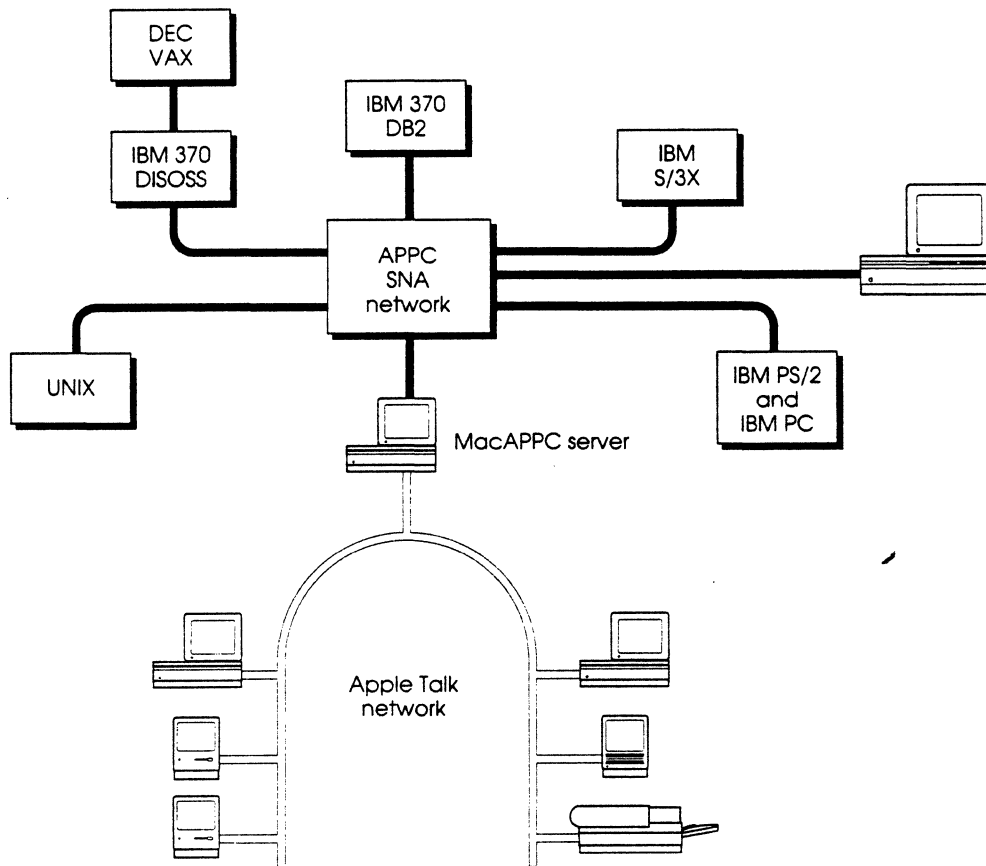 DEC
VAX
IBM 370
DISOSS
IBM 370
DB2
IBM
S/3X
APPC
SNA
network
UNIX
IBM PS/2
and
IBM PC
MacAPPC server
Apple Talk
network